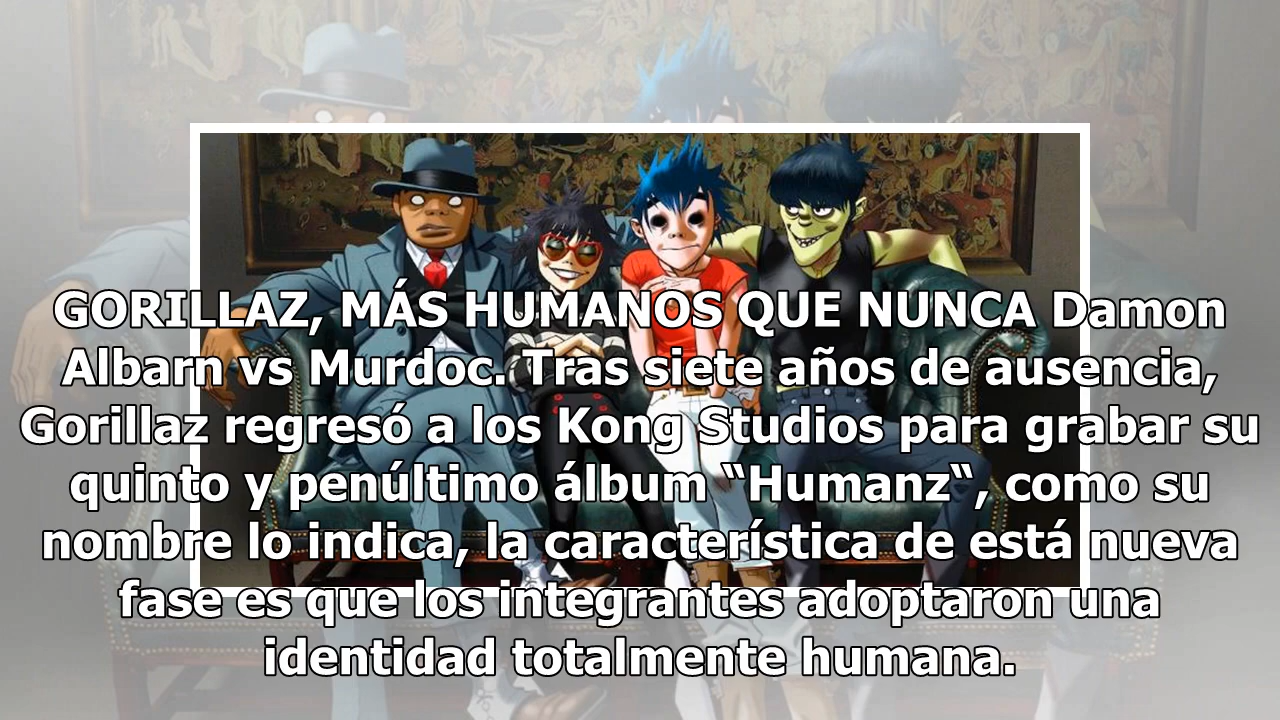 GORILLAZ, MÁS HUMANOS QUE NUNCA Damon
Albarn vs Murdoc. Tras siete años de ausencia,
Gorillaz regresó a los Kong Studios para grabar su
quinto y penúltimo álbum “Humanz“, como su
nombre lo indica, la característica de está nueva
fase es que los integrantes adoptaron una
identidad totalmente humana.